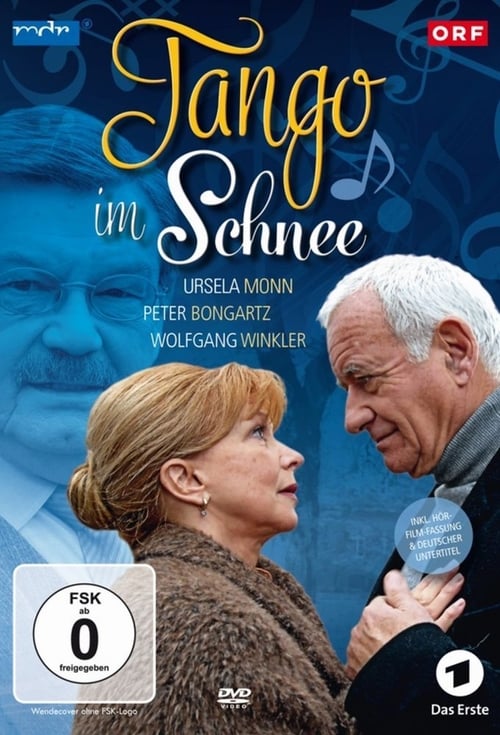 mdr
ORF
Tango
im Schnee
URSELA MONN
PETER BONGARTZ
WOLFGANG WINKLER
INKL. HÖR-
FILM-FASSUNG
& DEUTSCHER
UNTERTITEL
FSK
ab
0
freigegeben
Wendecover ohne FSK-Logo
DVD
VIDEO
1
Das Erste